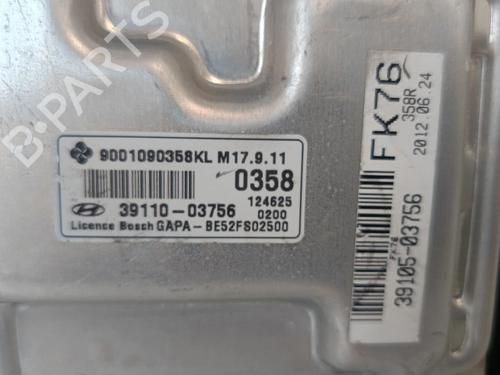 B-PARTS
9001090358KL M17.9.11
0358
124625
39110-03756 0200
Licence Bosch GAPA-BE52FS02500
FK76
358R
2012.06.24
FK76
39105-03756